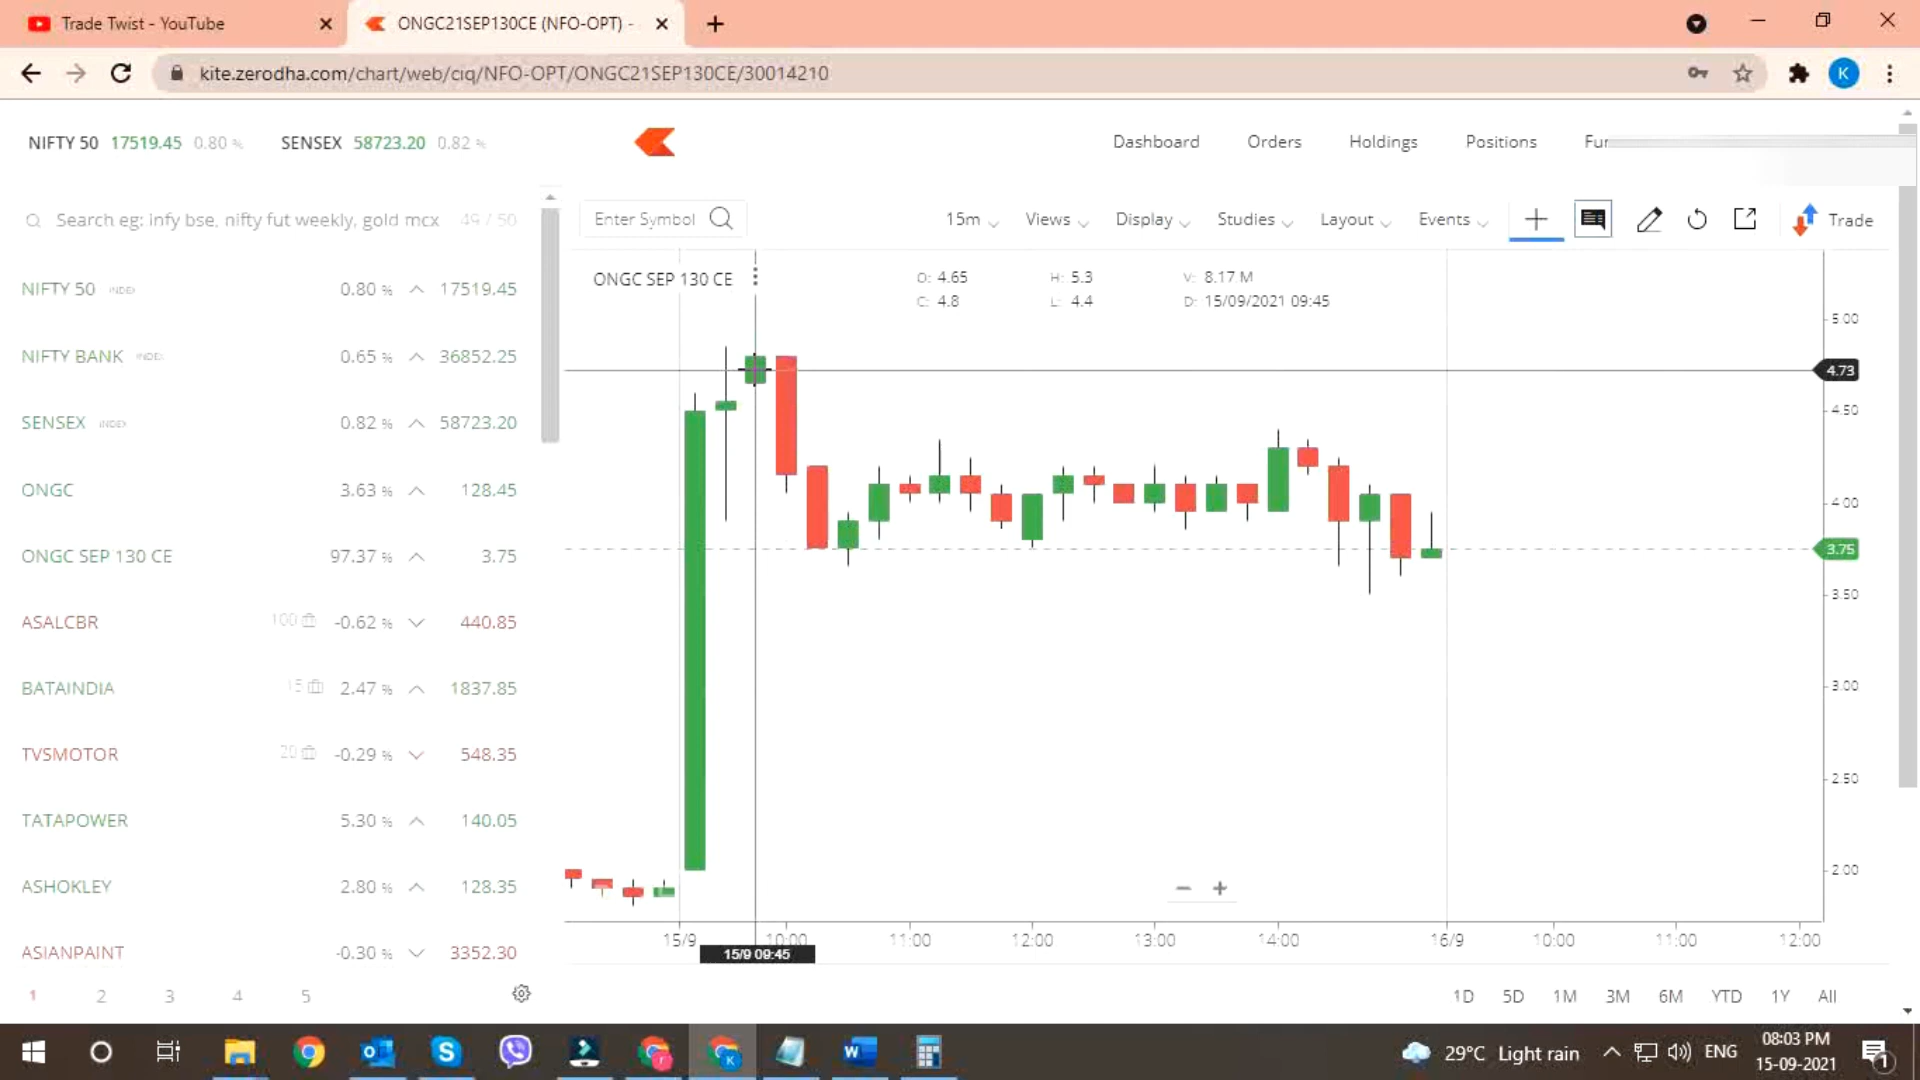 Trade Twist - YouTube
ONGC21SEP130CE (NFO-OPT) -
kite.zerodha.com/chart/web/ciq/NFO-OPT/ONGC21SEP130CE/30014210
K
NIFTY 50 17519.45 0.80 %
SENSEX 58723.20 0.82 %
Dashboard
Orders
Holdings
Positions
Fur
Search eg: infy bse, nifty fut weekly, gold mcx 49 / 50
Enter Symbol
15m
Views
Display
Studies
Layout
Events
Trade
NIFTY 50 INDEX 0.80 % 17519.45
NIFTY BANK INDEX 0.65 % 36852.25
SENSEX INDEX 0.82 % 58723.20
ONGC 3.63 % 128.45
ONGC SEP 130 CE 97.37 % 3.75
ASALCBR 100 -0.62 % 440.85
BATAINDIA 15 2.47 % 1837.85
TVSMOTOR 20 -0.29 % 548.35
TATAPOWER 5.30 % 140.05
ASHOKLEY 2.80 % 128.35
ASIANPAINT -0.30 % 3352.30
1 2 3 4 5
ONGC SEP 130 CE
O: 4.65 H: 5.3 V: 8.17 M
C: 4.8 L: 4.4 D: 15/09/2021 09:45
5.00
4.73
4.50
4.00
3.75
3.50
3.00
2.50
2.00
15/9 10:00 11:00 12:00 13:00 14:00 16/9 10:00 11:00 12:00
15/9 09:45
1D 5D 1M 3M 6M YTD 1Y All
29°C Light rain
ENG
08:03 PM
15-09-2021
1